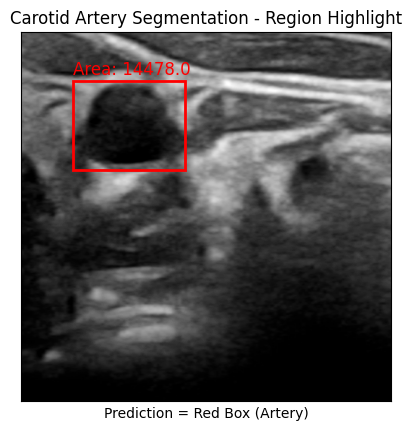 Carotid Artery Segmentation - Region Highlight
Area: 14478.0
Prediction = Red Box (Artery)